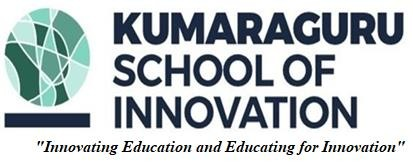 KUMARAGURU
SCHOOL OF
INNOVATION
"Innovating Education and Educating for Innovation"